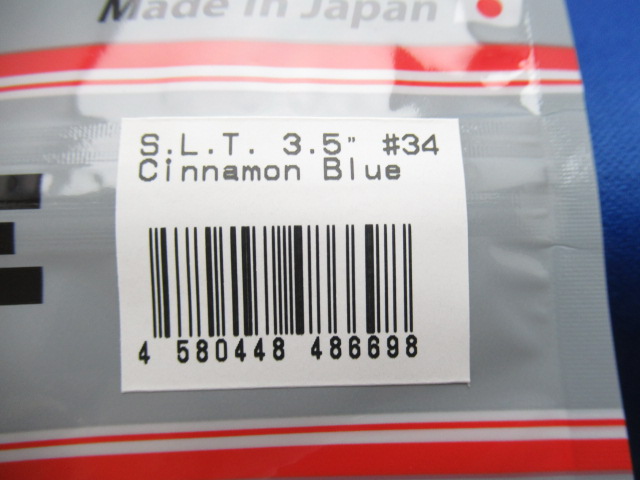 Made in Japan
S.L.T. 3.5" #34
Cinnamon Blue
4 580448 486698